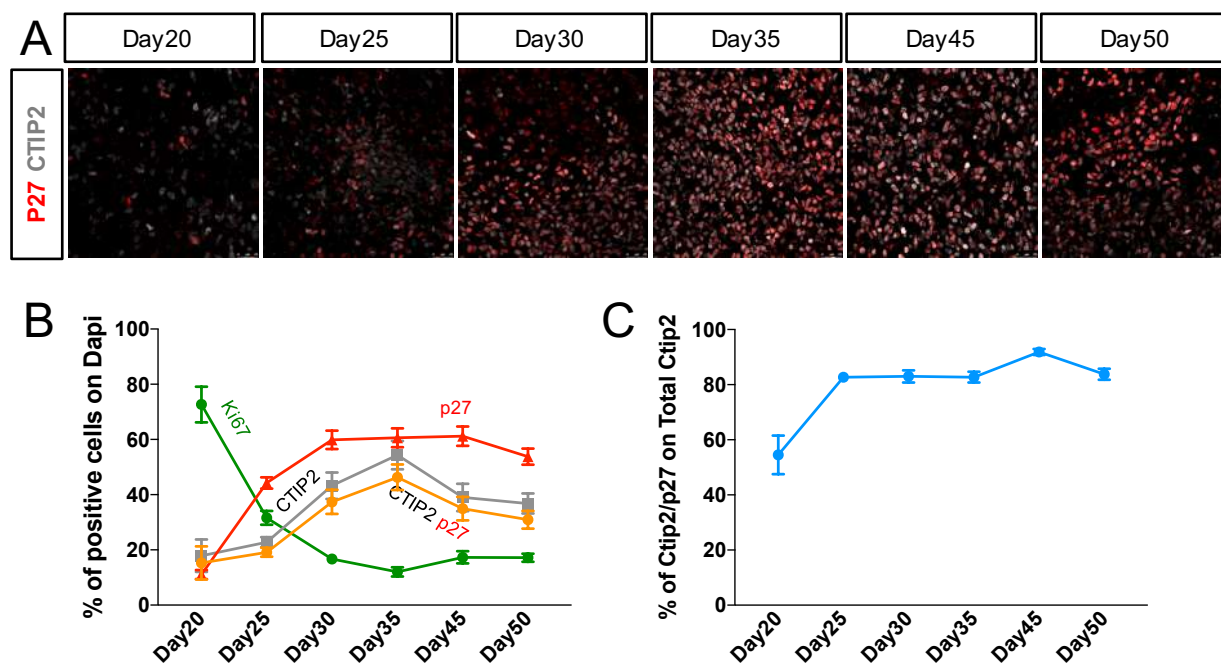 A
Day20 Day25 Day30 Day35 Day45 Day50
P27 CTIP2
B
% of positive cells on Dapi
100
80
60
40
20
0
Ki67
p27
CTIP2
CTIP2 p27
Day20 Day25 Day30 Day35 Day45 Day50
C
% of Ctip2/p27 on Total Ctip2
100
80
60
40
20
0
Day20 Day25 Day30 Day35 Day45 Day50